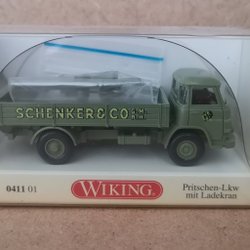 SCHENKER & CO G.M. B.H.
0411 01
WIKING
Pritschen-Lkw
mit Ladekran